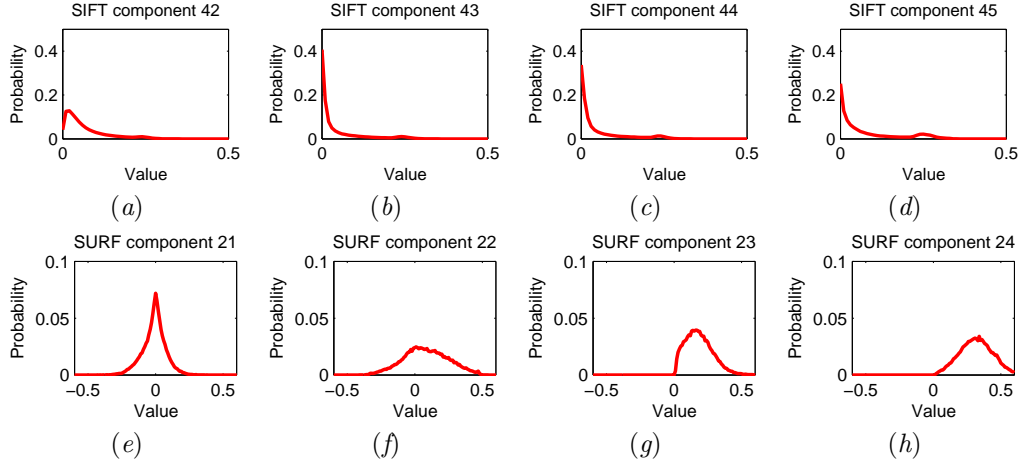 SIFT component 42
Probability
0.4
0.2
0
0
0.5
Value
(a)
SIFT component 43
Probability
0.4
0.2
0
0
0.5
Value
(b)
SIFT component 44
Probability
0.4
0.2
0
0
0.5
Value
(c)
SIFT component 45
Probability
0.4
0.2
0
0
0.5
Value
(d)
SURF component 21
Probability
0.1
0.05
0
−0.5
0
0.5
Value
(e)
SURF component 22
Probability
0.1
0.05
0
−0.5
0
0.5
Value
(f)
SURF component 23
Probability
0.1
0.05
0
−0.5
0
0.5
Value
(g)
SURF component 24
Probability
0.1
0.05
0
−0.5
0
0.5
Value
(h)